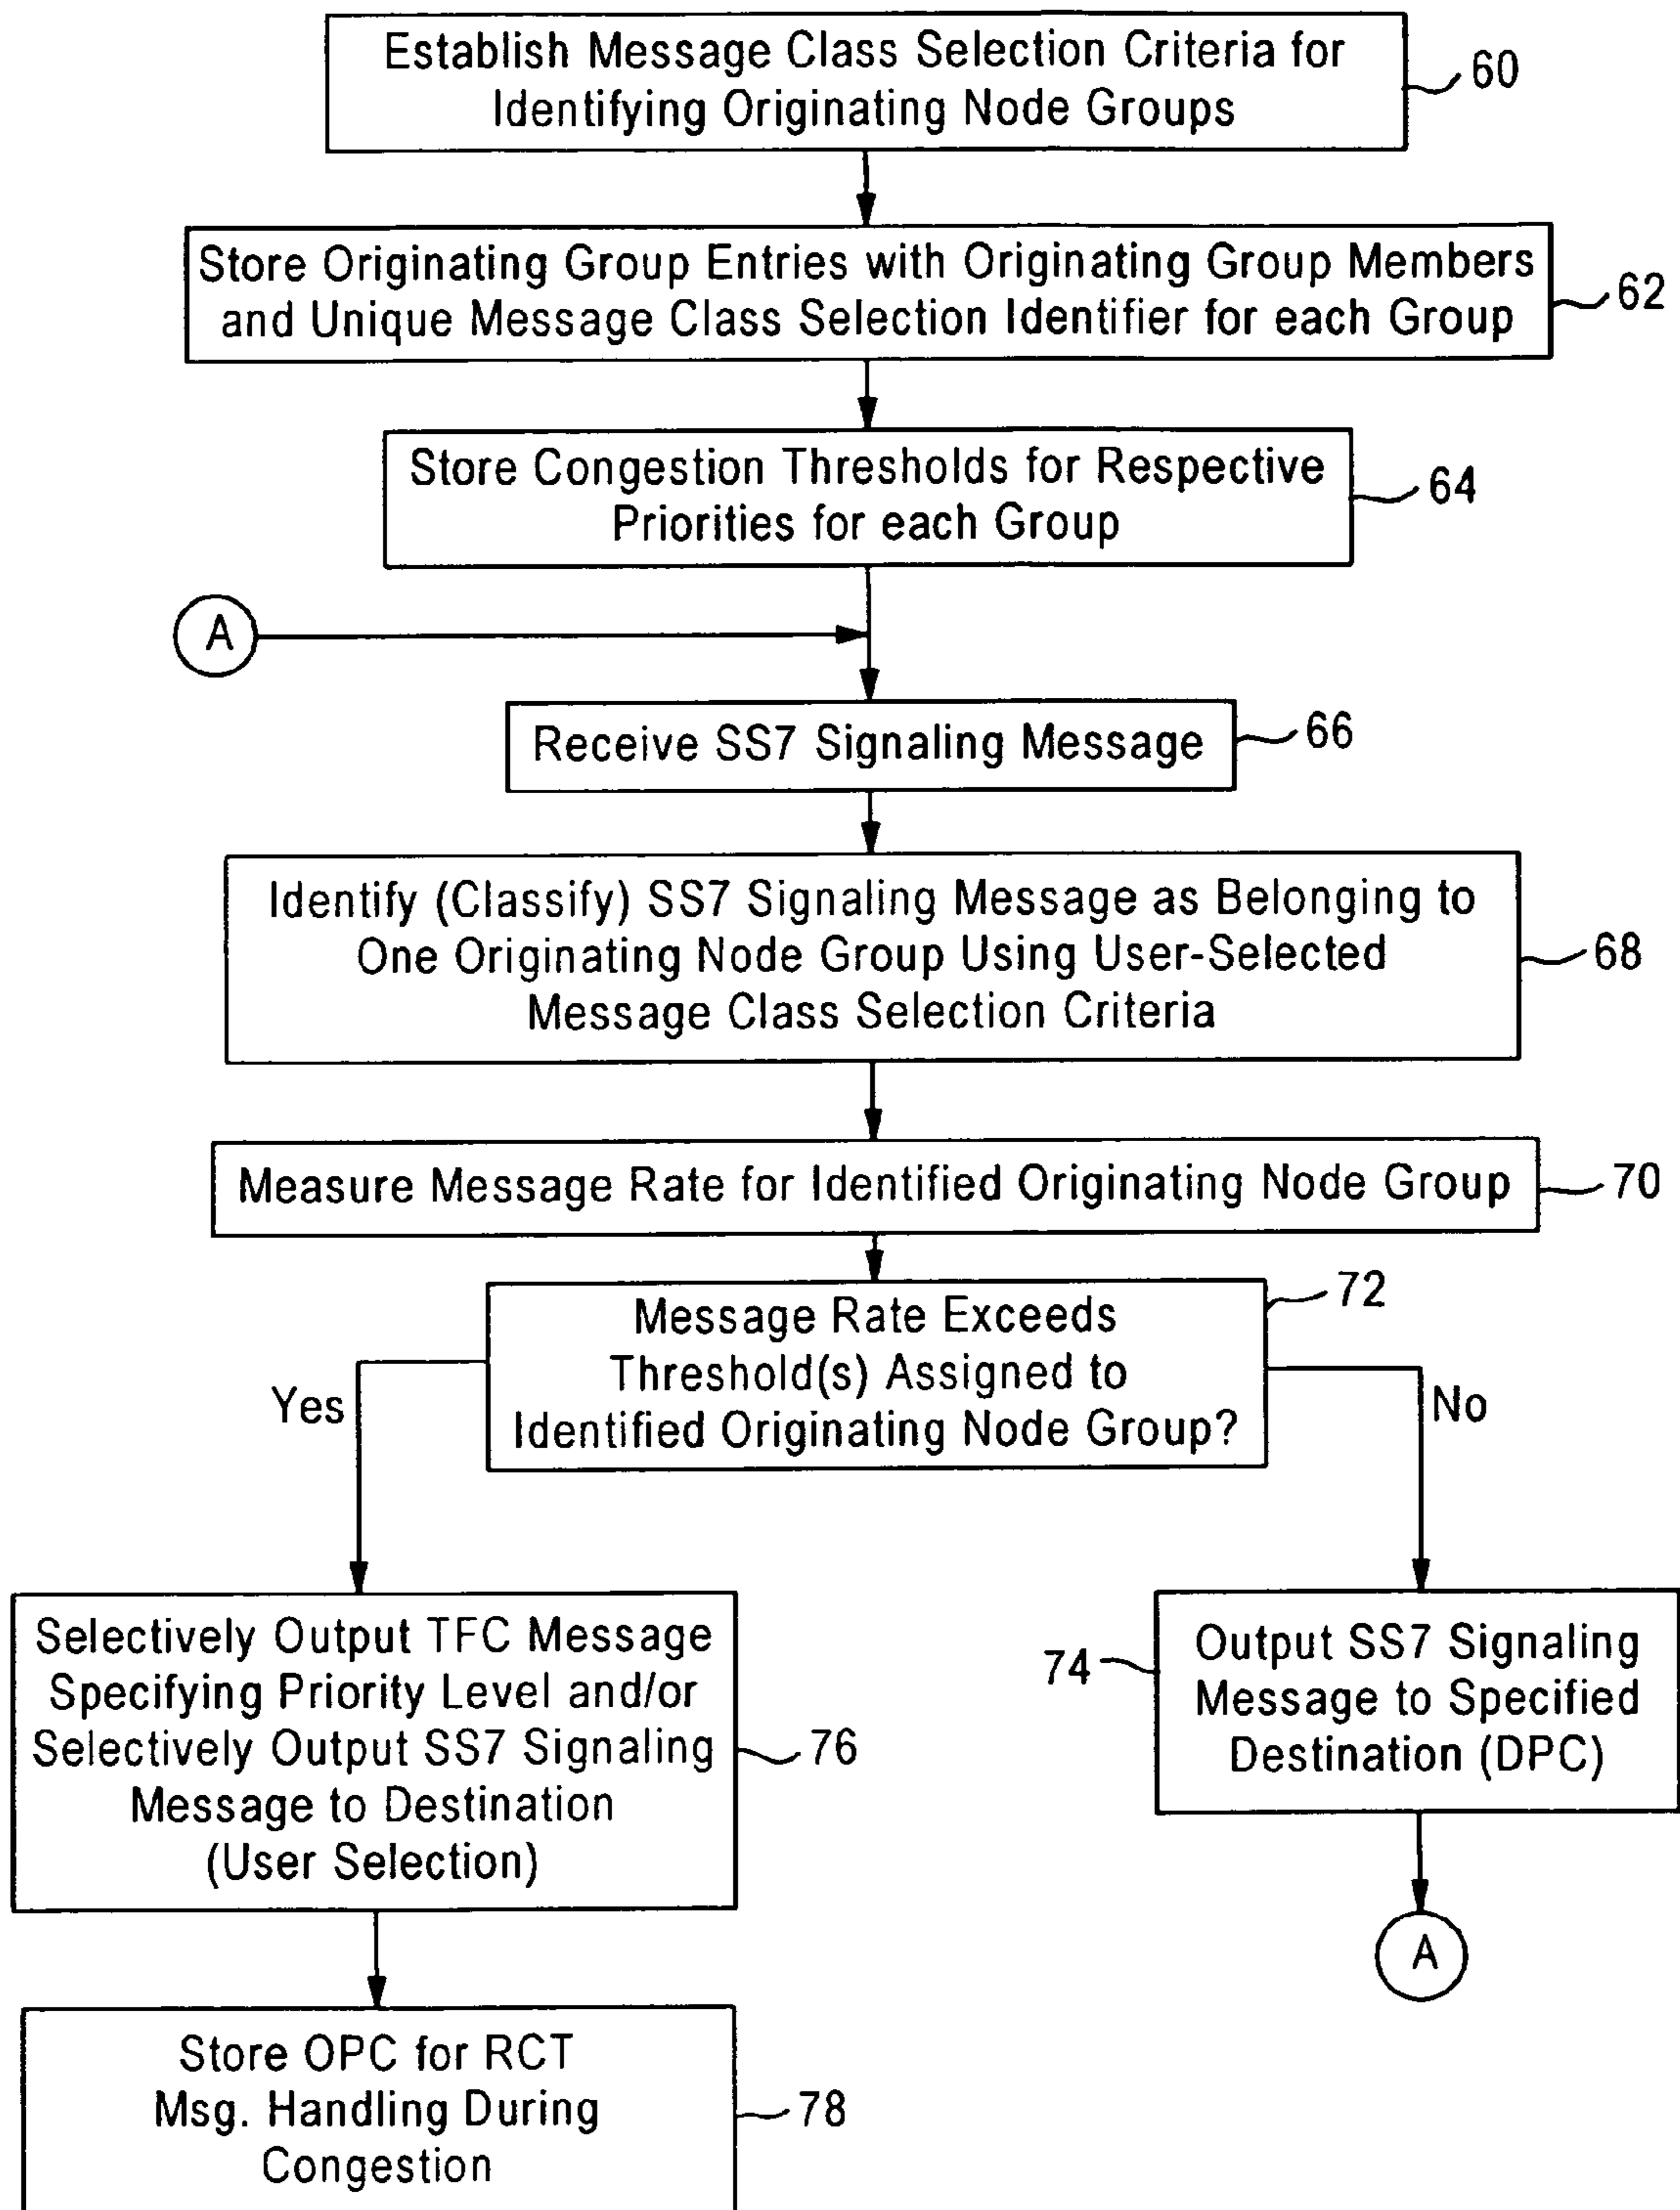 Establish Message Class Selection Criteria for
Identifying Originating Node Groups
60
Store Originating Group Entries with Originating Group Members
and Unique Message Class Selection Identifier for each Group
62
Store Congestion Thresholds for Respective
Priorities for each Group
64
A
Receive SS7 Signaling Message
66
Identify (Classify) SS7 Signaling Message as Belonging to
One Originating Node Group Using User-Selected
Message Class Selection Criteria
68
Measure Message Rate for Identified Originating Node Group
70
Message Rate Exceeds
Threshold(s) Assigned to
Identified Originating Node Group?
72
Yes
No
Selectively Output TFC Message
Specifying Priority Level and/or
Selectively Output SS7 Signaling
Message to Destination
(User Selection)
76
74
Output SS7 Signaling
Message to Specified
Destination (DPC)
A
Store OPC for RCT
Msg. Handling During
Congestion
78